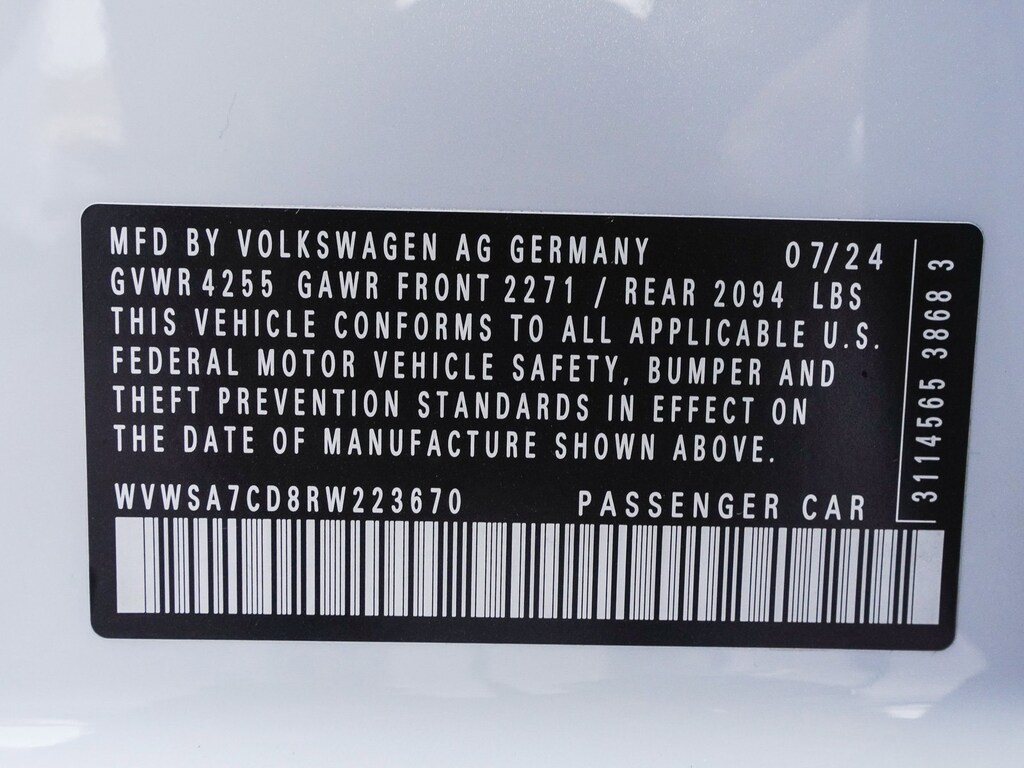 MFD BY VOLKSWAGEN AG GERMANY 07/24
GVWR 4255 GAWR FRONT 2271 / REAR 2094 LBS
THIS VEHICLE CONFORMS TO ALL APPLICABLE U.S.
FEDERAL MOTOR VEHICLE SAFETY, BUMPER AND
THEFT PREVENTION STANDARDS IN EFFECT ON
THE DATE OF MANUFACTURE SHOWN ABOVE.
WVWSA7CD8RW223670 PASSENGER CAR
3114565 3868 3